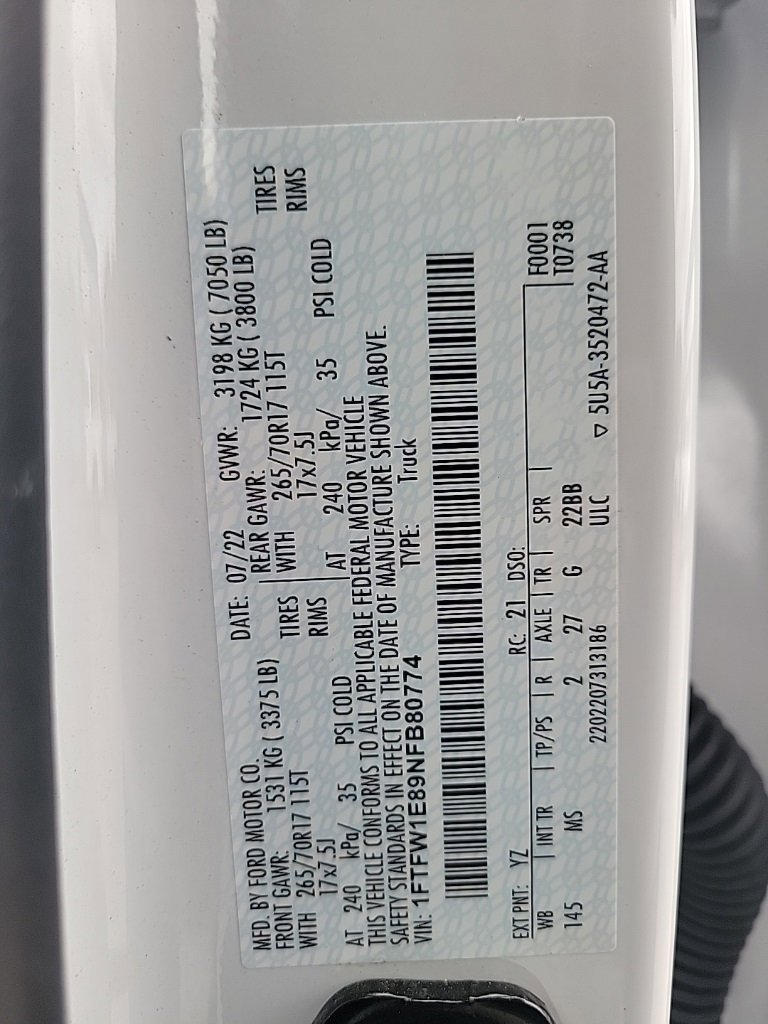 MFD. BY FORD MOTOR CO. DATE: 07/22 GVWR: 3198 KG ( 7050 LB)
FRONT GAWR: 1531 KG ( 3375 LB) REAR GAWR: 1724 KG ( 3800 LB)
WITH 265/70R17 115T TIRES WITH 265/70R17 115T TIRES
17x7.5J RIMS 17x7.5J RIMS
AT 240 kPa/ 35 PSI COLD AT 240 kPa/ 35 PSI COLD
THIS VEHICLE CONFORMS TO ALL APPLICABLE FEDERAL MOTOR VEHICLE
SAFETY STANDARDS IN EFFECT ON THE DATE OF MANUFACTURE SHOWN ABOVE.
VIN: 1FTFW1E89NFB80774 TYPE: Truck
EXT PNT: YZ RC: 21 DSO: F0001
WB INT TR TP/PS R AXLE TR SPR T0738
145 MS 2 27 G 22BB
2202207313186 ULC ▽ 5U5A-3520472-AA